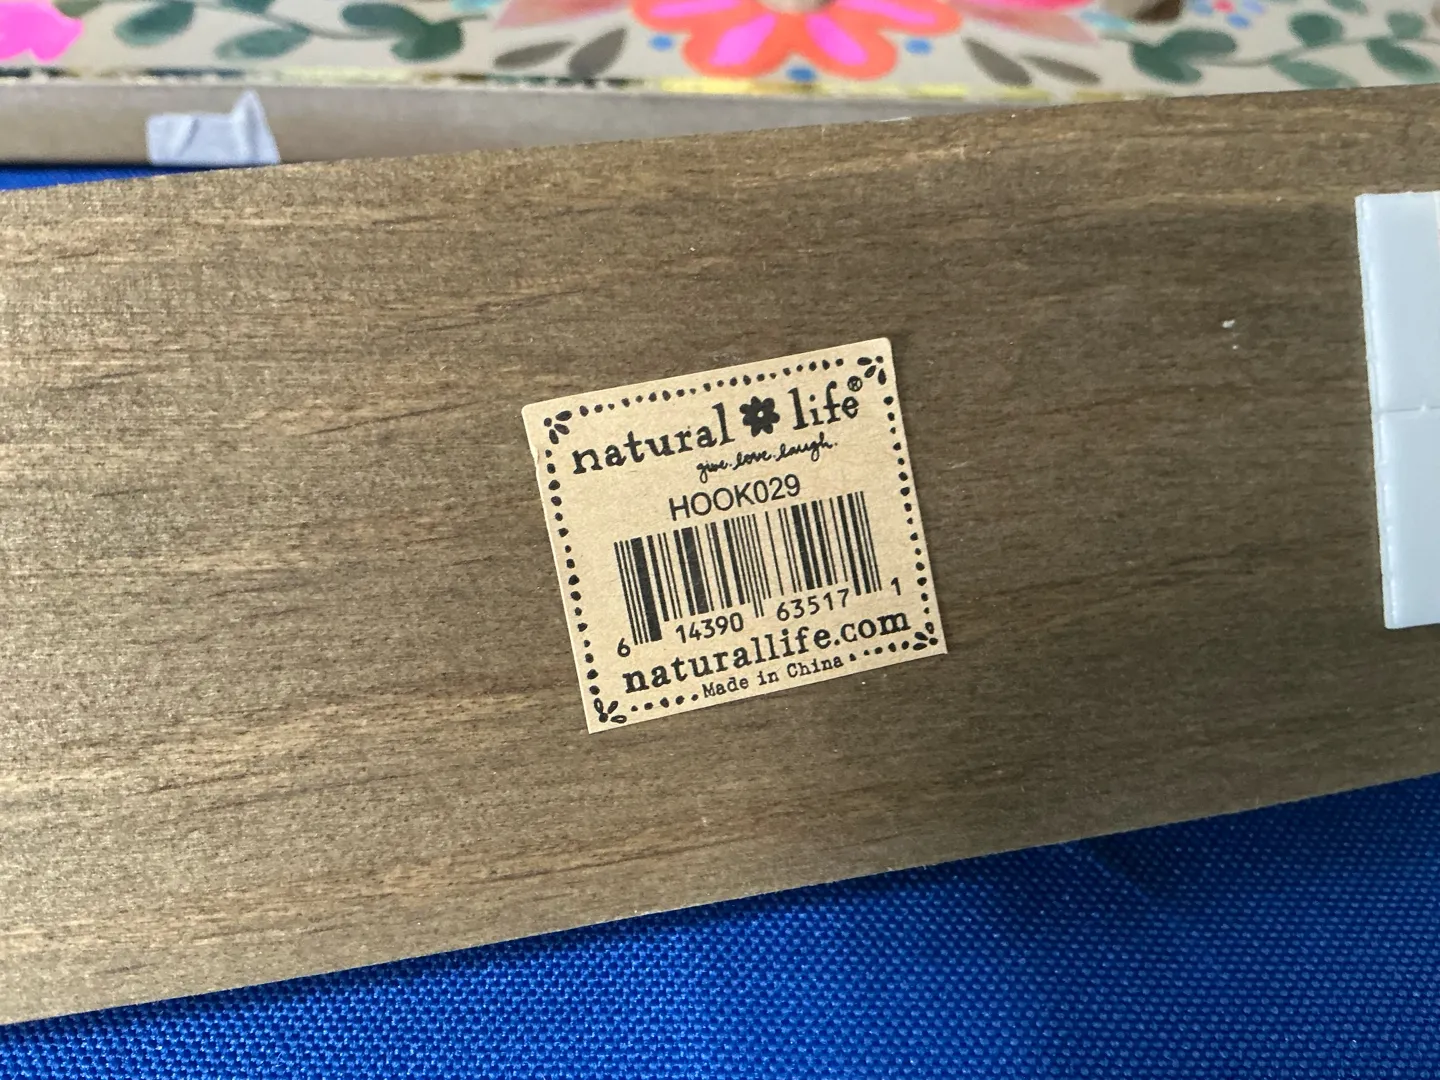 natural life®
give.love.laugh.
HOOK029
6 14390 63517 1
naturallife.com
Made in China